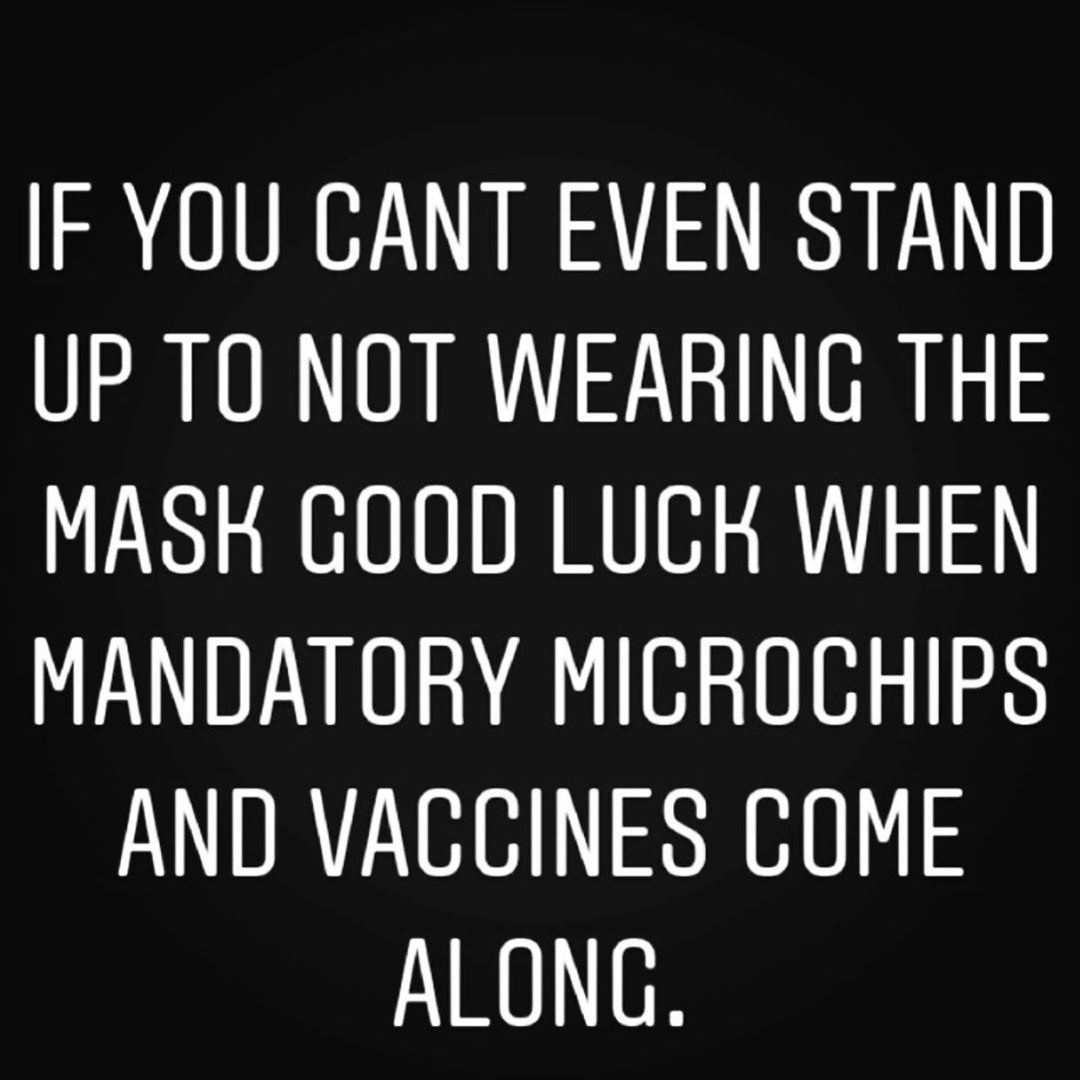 IF YOU CANT EVEN STAND
UP TO NOT WEARING THE
MASK GOOD LUCK WHEN
MANDATORY MICROCHIPS
AND VACCINES COME
ALONG.